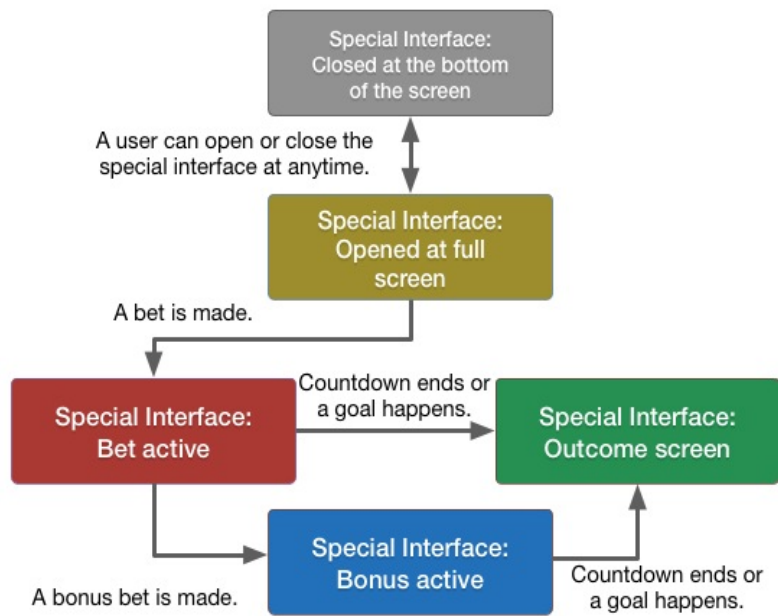 Special Interface:
Closed at the bottom
of the screen
A user can open or close the
special interface at anytime.
Special Interface:
Opened at full
screen
A bet is made.
Special Interface:
Bet active
Countdown ends or
a goal happens.
Special Interface:
Outcome screen
Special Interface:
Bonus active
A bonus bet is made.
Countdown ends or
a goal happens.